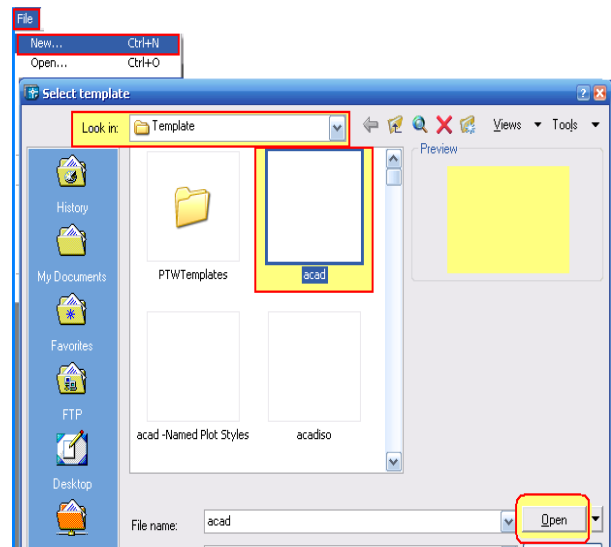 File
New... Ctrl+N
Open... Ctrl+O
Select template
Look in: Template
Views Tools
Preview
History
My Documents
Favorites
FTP
Desktop
PTWTemplates acad
acad -Named Plot Styles acadiso
File name: acad Open